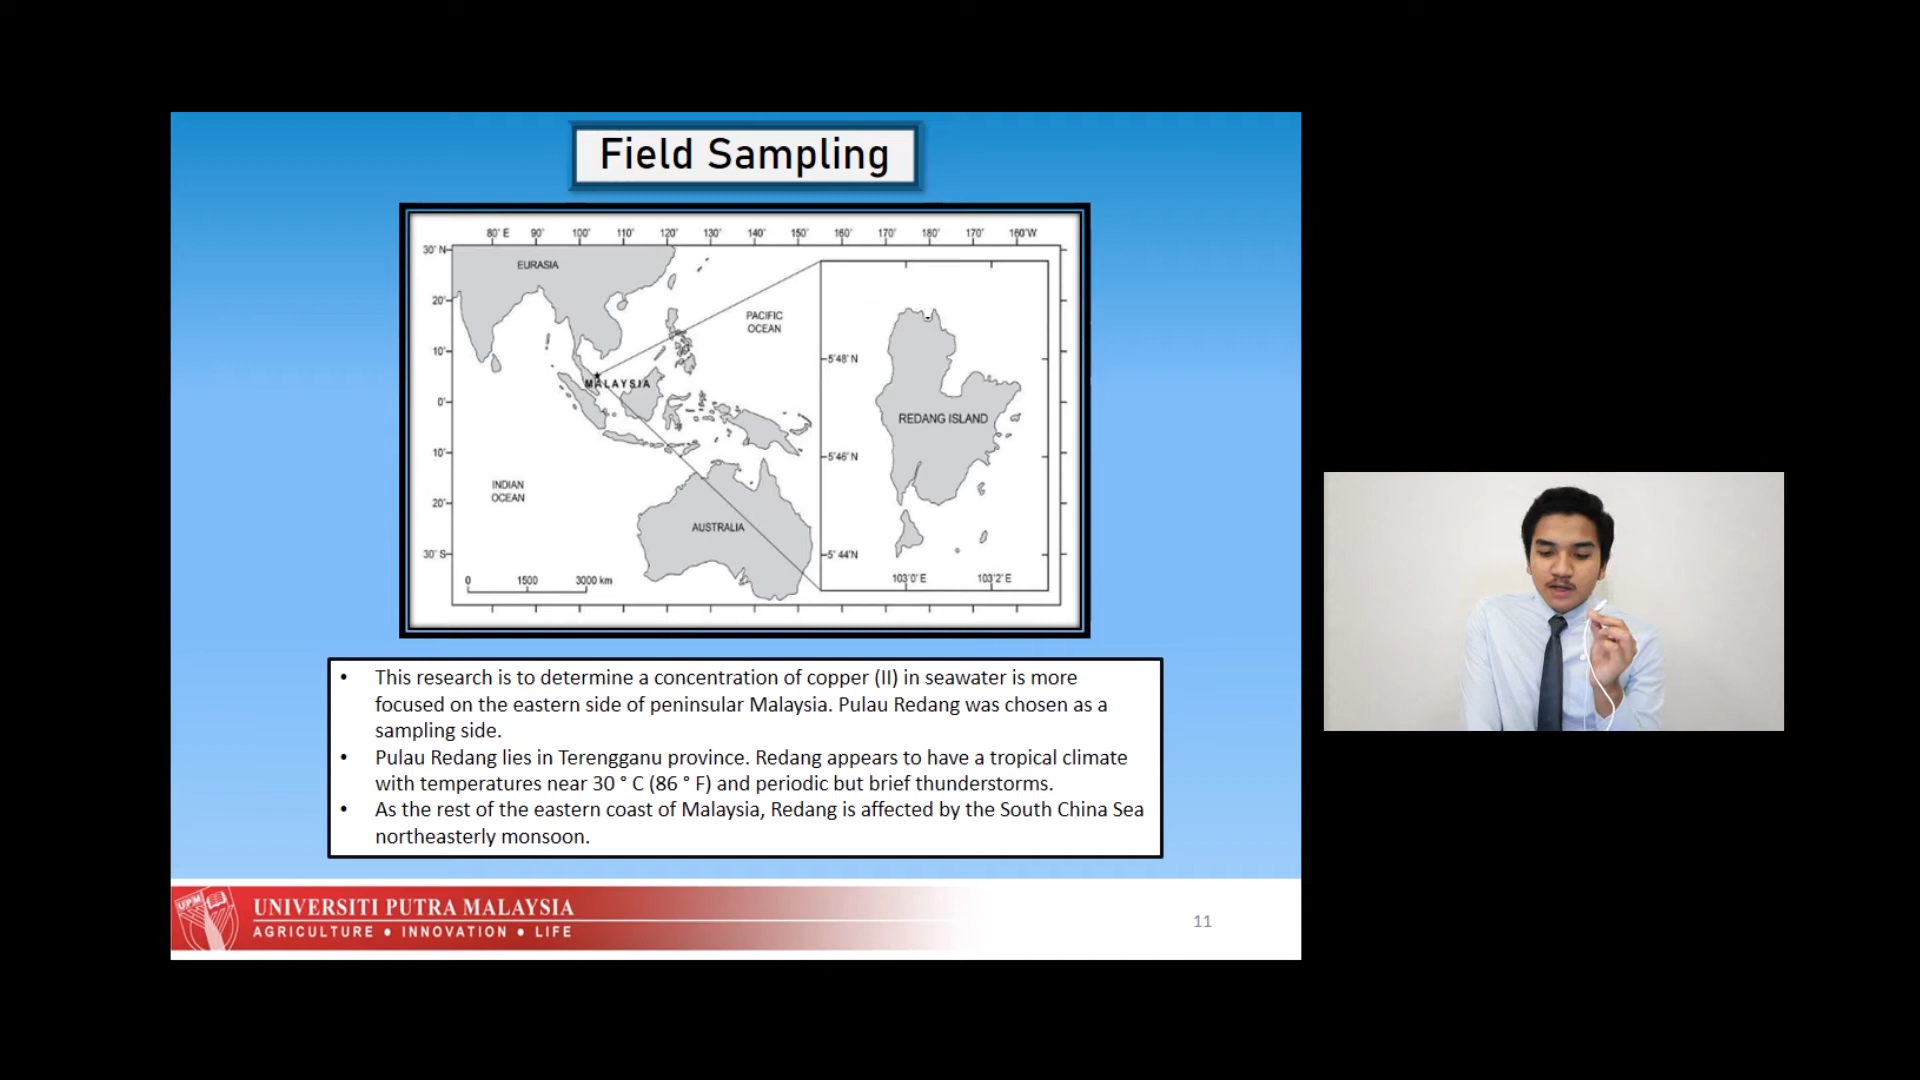 Field Sampling
80° E 90° 100° 110° 120° 130° 140° 150° 160° 170° 180° 170° 160°W
30° N
EURASIA
20°
PACIFIC
OCEAN
10°
5°48' N
MALAYSIA
0°
REDANG ISLAND
10°
5°46' N
INDIAN
OCEAN
20°
AUSTRALIA
30° S
5° 44'N
0 1500 3000 km
103°0' E 103°2' E
• This research is to determine a concentration of copper (II) in seawater is more
focused on the eastern side of peninsular Malaysia. Pulau Redang was chosen as a
sampling side.
• Pulau Redang lies in Terengganu province. Redang appears to have a tropical climate
with temperatures near 30 ° C (86 ° F) and periodic but brief thunderstorms.
• As the rest of the eastern coast of Malaysia, Redang is affected by the South China Sea
northeasterly monsoon.
UPM
UNIVERSITI PUTRA MALAYSIA
AGRICULTURE • INNOVATION • LIFE
11